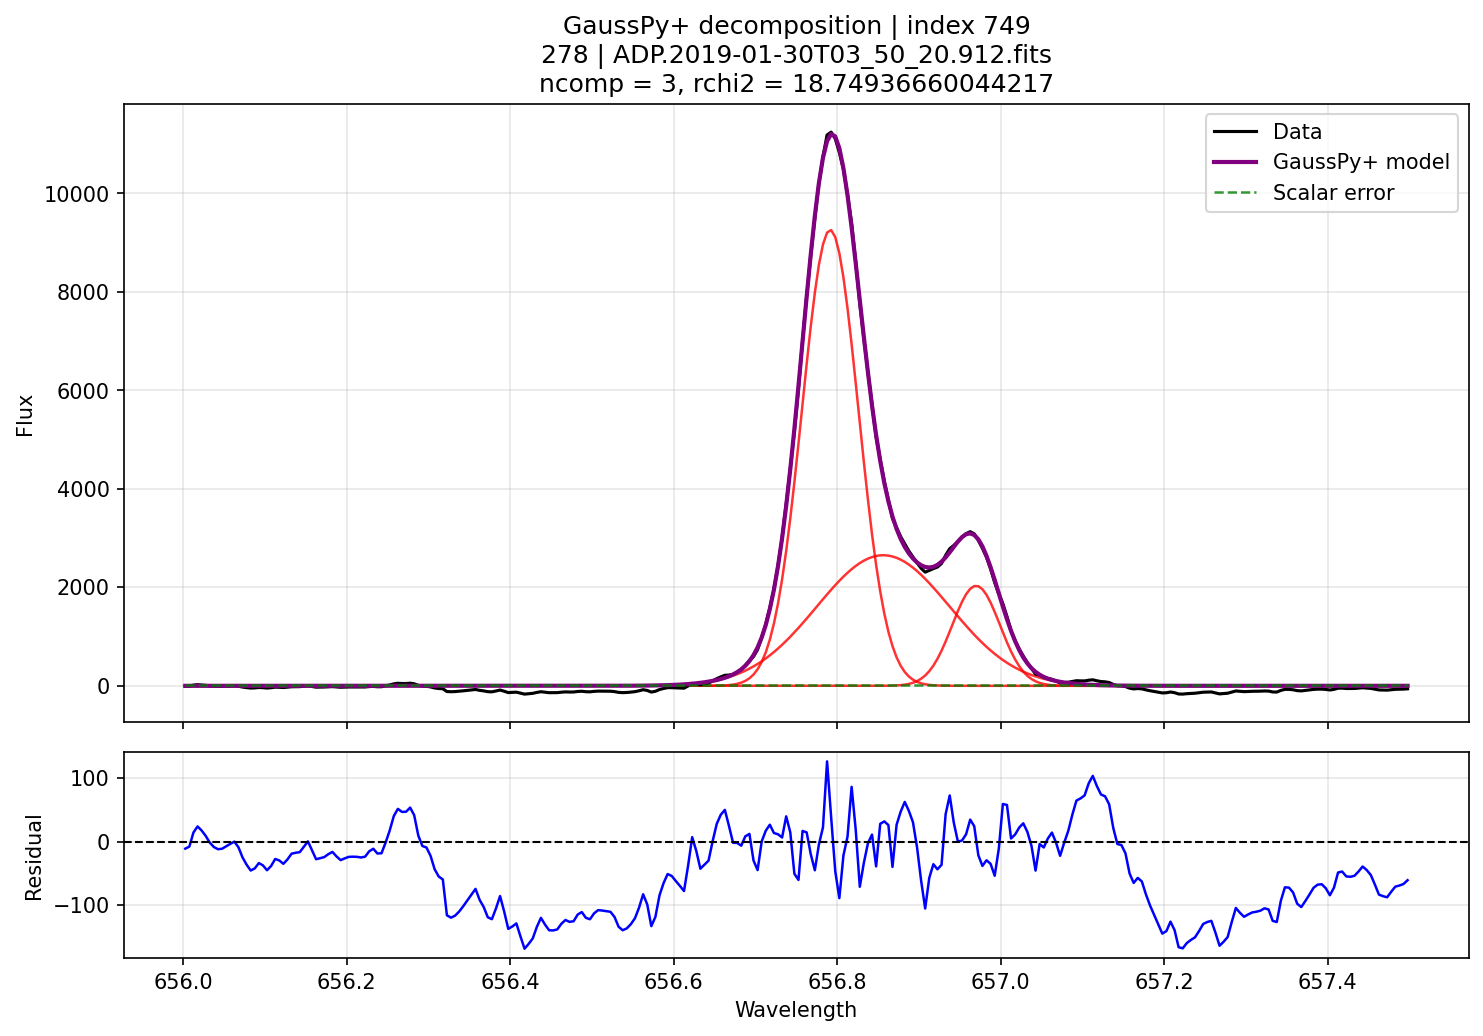 GaussPy+ decomposition | index 749
278 | ADP.2019-01-30T03_50_20.912.fits
ncomp = 3, rchi2 = 18.74936660044217
Data
GaussPy+ model
Scalar error
Flux
10000
8000
6000
4000
2000
0
Residual
100
0
−100
656.0
656.2
656.4
656.6
656.8
657.0
657.2
657.4
Wavelength